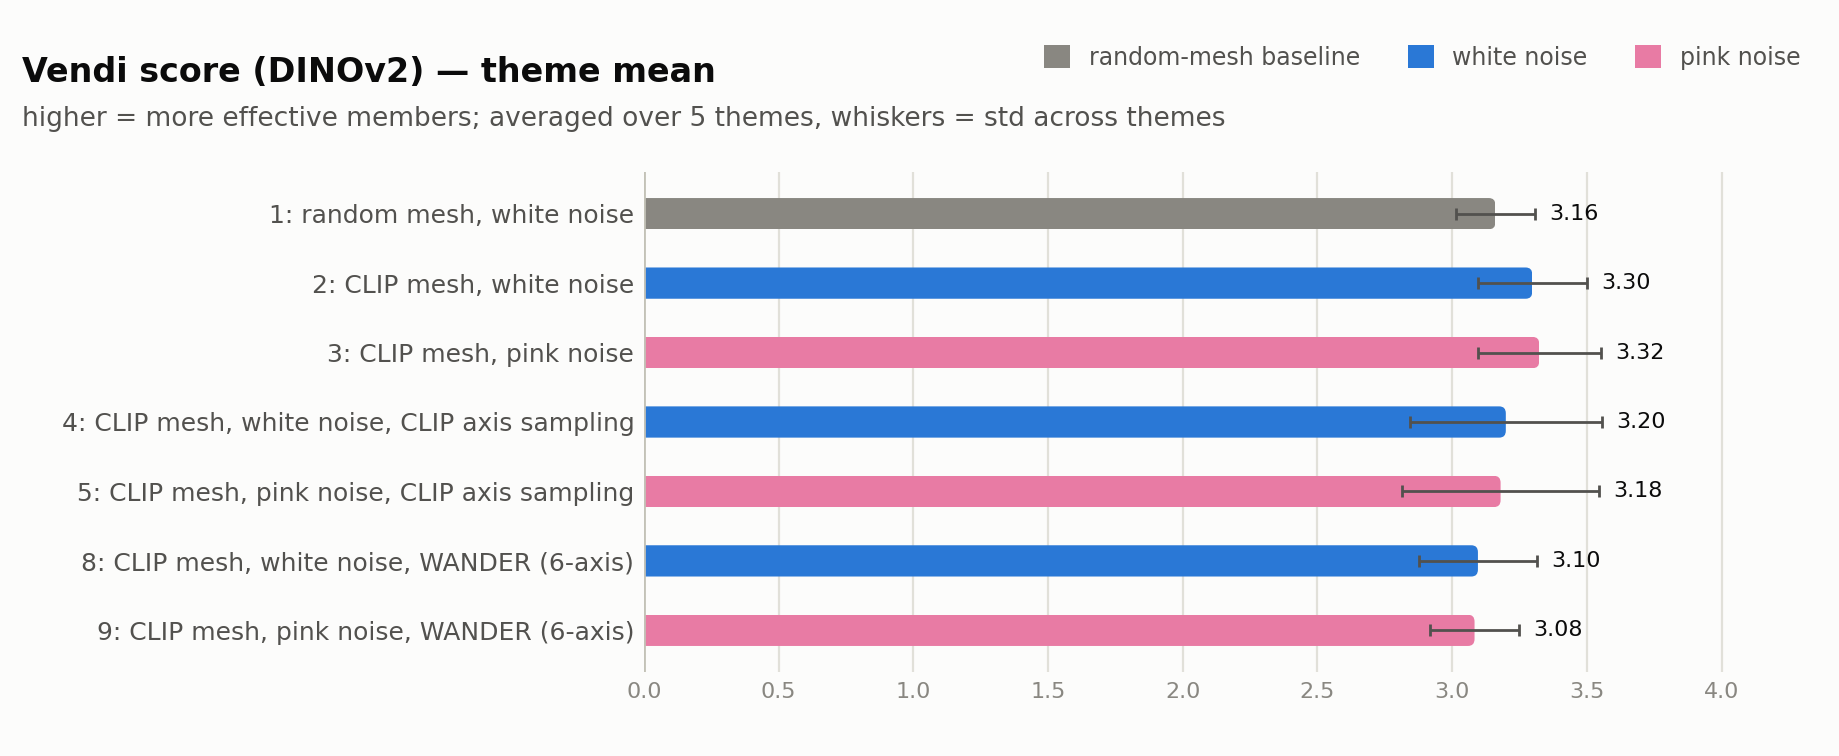 Vendi score (DINOv2) — theme mean
random-mesh baseline
white noise
pink noise
higher = more effective members; averaged over 5 themes, whiskers = std across themes
1: random mesh, white noise
3.16
2: CLIP mesh, white noise
3.30
3: CLIP mesh, pink noise
3.32
4: CLIP mesh, white noise, CLIP axis sampling
3.20
5: CLIP mesh, pink noise, CLIP axis sampling
3.18
8: CLIP mesh, white noise, WANDER (6-axis)
3.10
9: CLIP mesh, pink noise, WANDER (6-axis)
3.08
0.0 0.5 1.0 1.5 2.0 2.5 3.0 3.5 4.0